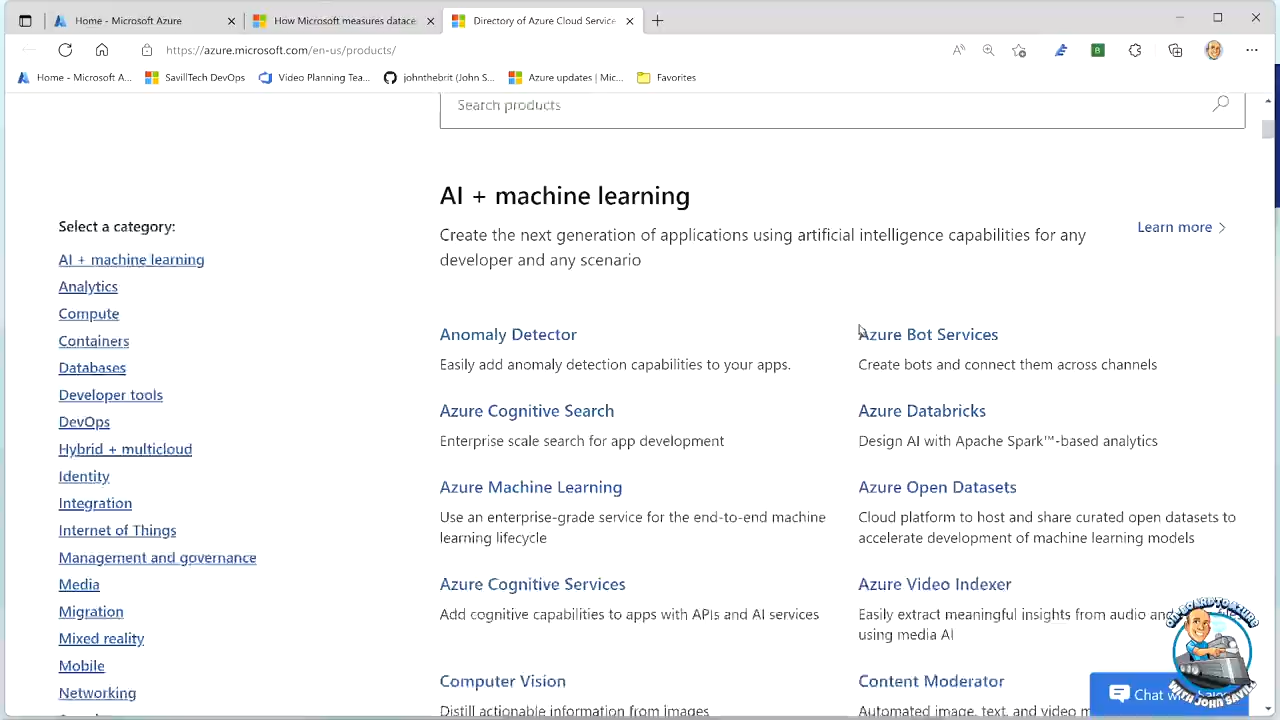 Home - Microsoft Azure
How Microsoft measures datace
Directory of Azure Cloud Service
https://azure.microsoft.com/en-us/products/
Home - Microsoft A...
SavillTech DevOps
Video Planning Tea...
johnthebrit (John S...
Azure updates | Mic...
Favorites
Search products
AI + machine learning
Create the next generation of applications using artificial intelligence capabilities for any
developer and any scenario
Learn more
Select a category:
AI + machine learning
Analytics
Compute
Containers
Databases
Developer tools
DevOps
Hybrid + multicloud
Identity
Integration
Internet of Things
Management and governance
Media
Migration
Mixed reality
Mobile
Networking
Anomaly Detector
Easily add anomaly detection capabilities to your apps.
Azure Bot Services
Create bots and connect them across channels
Azure Cognitive Search
Enterprise scale search for app development
Azure Databricks
Design AI with Apache Spark™-based analytics
Azure Machine Learning
Use an enterprise-grade service for the end-to-end machine
learning lifecycle
Azure Open Datasets
Cloud platform to host and share curated open datasets to
accelerate development of machine learning models
Azure Cognitive Services
Add cognitive capabilities to apps with APIs and AI services
Azure Video Indexer
Easily extract meaningful insights from audio and
using media AI
Computer Vision
Distill actionable information from images
Content Moderator
Automated image, text, and video m
Chat
ONBOARD TO AZURE
WITH JOHN SAVILL